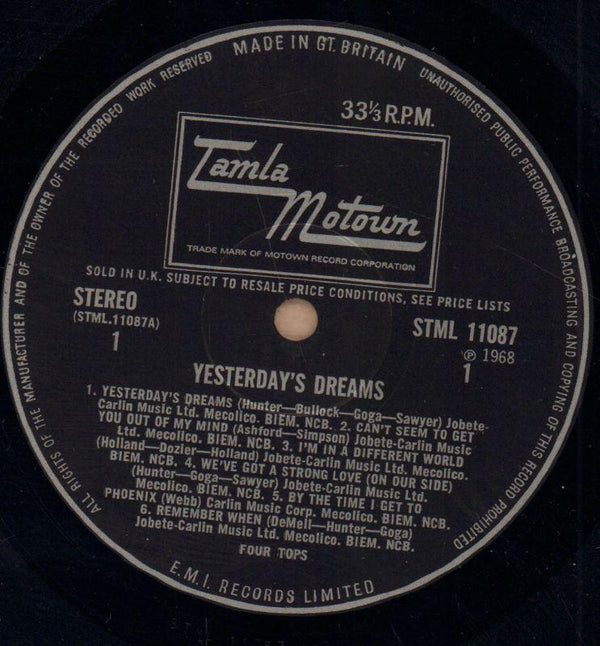 MADE IN GT. BRITAIN
UNAUTHORISED PUBLIC PERFORMANCE BROADCASTING AND COPYING OF THIS RECORD PROHIBITED
ALL RIGHTS OF THE MANUFACTURER AND OF THE OWNER OF THE RECORDED WORK RESERVED
33⅓ R.P.M.
Tamla
Motown
TRADE MARK OF MOTOWN RECORD CORPORATION
SOLD IN U.K. SUBJECT TO RESALE PRICE CONDITIONS, SEE PRICE LISTS
STEREO
(STML.11087A)
1
STML 11087
℗ 1968
1
YESTERDAY'S DREAMS
1. YESTERDAY'S DREAMS (Hunter—Bullock—Goga—Sawyer) Jobete-
Carlin Music Ltd. Mecolico. BIEM. NCB. 2. CAN'T SEEM TO GET
YOU OUT OF MY MIND (Ashford—Simpson) Jobete-Carlin Music
Ltd. Mecolico. BIEM. NCB. 3. I'M IN A DIFFERENT WORLD
(Holland—Dozier—Holland) Jobete-Carlin Music Ltd. Mecolico.
BIEM. NCB. 4. WE'VE GOT A STRONG LOVE (ON OUR SIDE)
(Hunter—Goga—Sawyer) Jobete-Carlin Music Ltd.
Mecolico. BIEM. NCB. 5. BY THE TIME I GET TO
PHOENIX (Webb) Carlin Music Corp. Mecolico. BIEM. NCB.
6. REMEMBER WHEN (DeMell—Hunter—Goga)
Jobete-Carlin Music Ltd. Mecolico. BIEM. NCB.
FOUR TOPS
E.M.I. RECORDS LIMITED